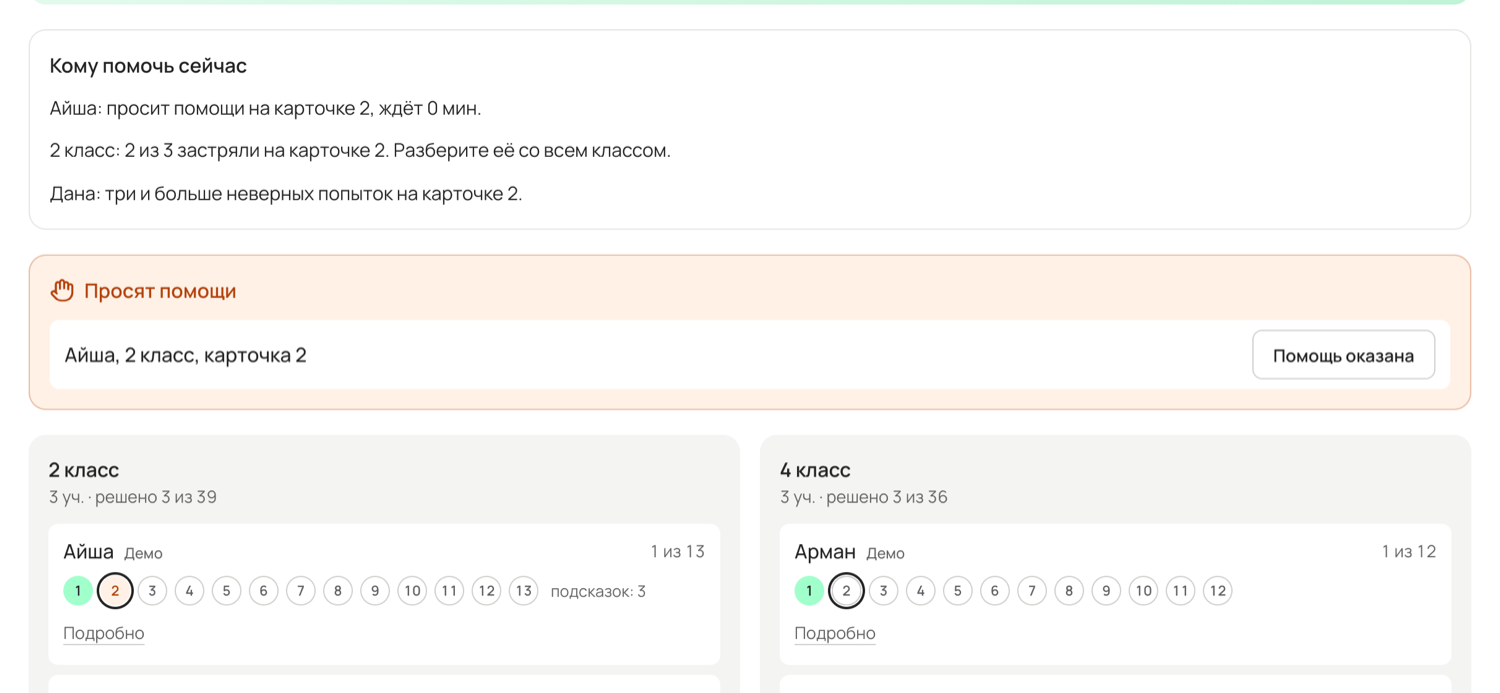 Кому помочь сейчас
Айша: просит помощи на карточке 2, ждёт 0 мин.
2 класс: 2 из 3 застряли на карточке 2. Разберите её со всем классом.
Дана: три и больше неверных попыток на карточке 2.
Просят помощи
Айша, 2 класс, карточка 2
Помощь оказана
2 класс
3 уч. · решено 3 из 39
Айша Демо 1 из 13
1 2 3 4 5 6 7 8 9 10 11 12 13 подсказок: 3
Подробно
4 класс
3 уч. · решено 3 из 36
Арман Демо 1 из 12
1 2 3 4 5 6 7 8 9 10 11 12
Подробно